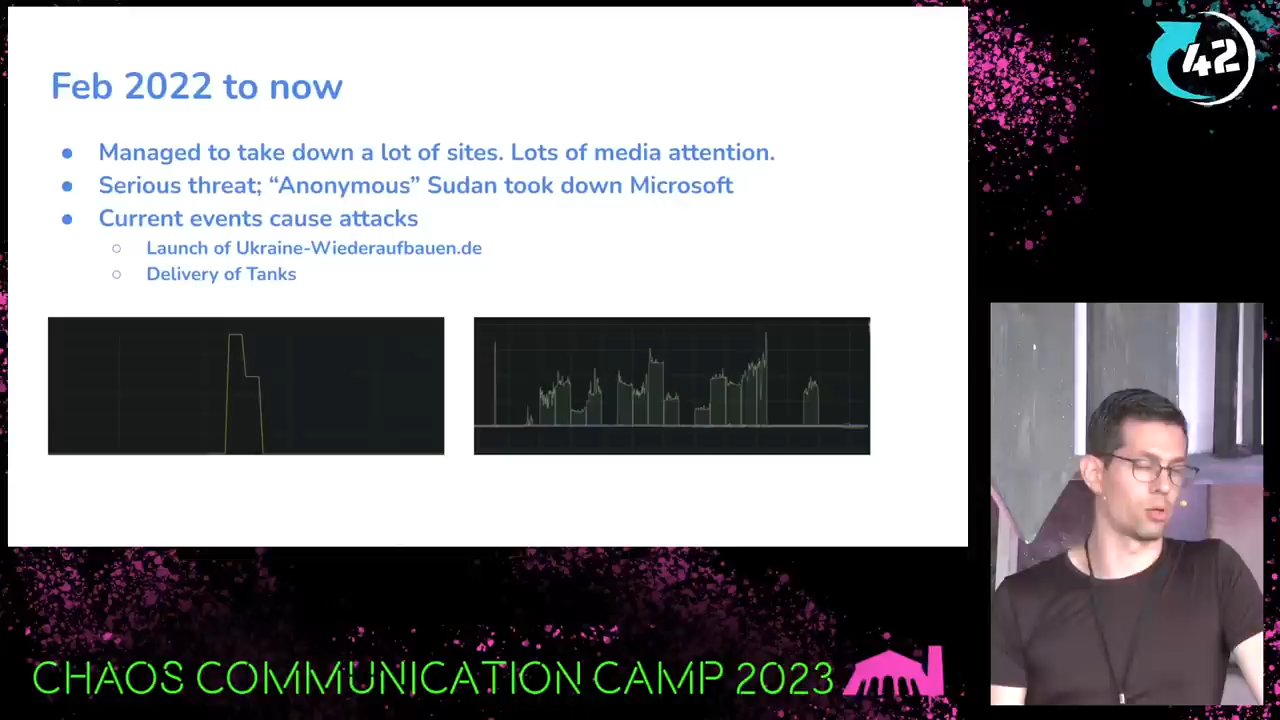 Feb 2022 to now
● Managed to take down a lot of sites. Lots of media attention.
● Serious threat; “Anonymous” Sudan took down Microsoft
● Current events cause attacks
○ Launch of Ukraine-Wiederaufbauen.de
○ Delivery of Tanks
42
CHAOS COMMUNICATION CAMP 2023